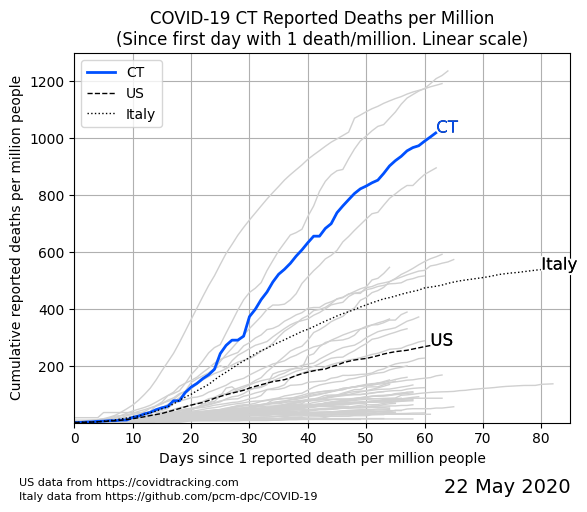 COVID-19 CT Reported Deaths per Million
(Since first day with 1 death/million. Linear scale)
CT
US
Italy
1200
1000
800
600
400
200
Cumulative reported deaths per million people
CT
Italy
US
0 10 20 30 40 50 60 70 80
Days since 1 reported death per million people
US data from https://covidtracking.com
Italy data from https://github.com/pcm-dpc/COVID-19
22 May 2020